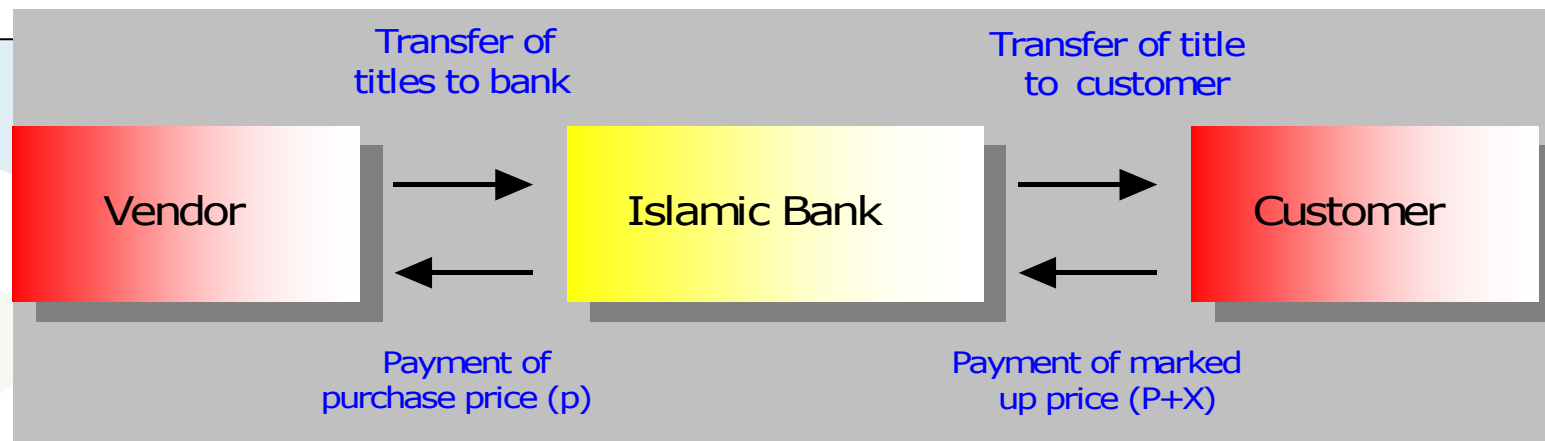 Transfer of
titles to bank
Transfer of title
to customer
Vendor
Islamic Bank
Customer
Payment of
purchase price (p)
Payment of marked
up price (P+X)